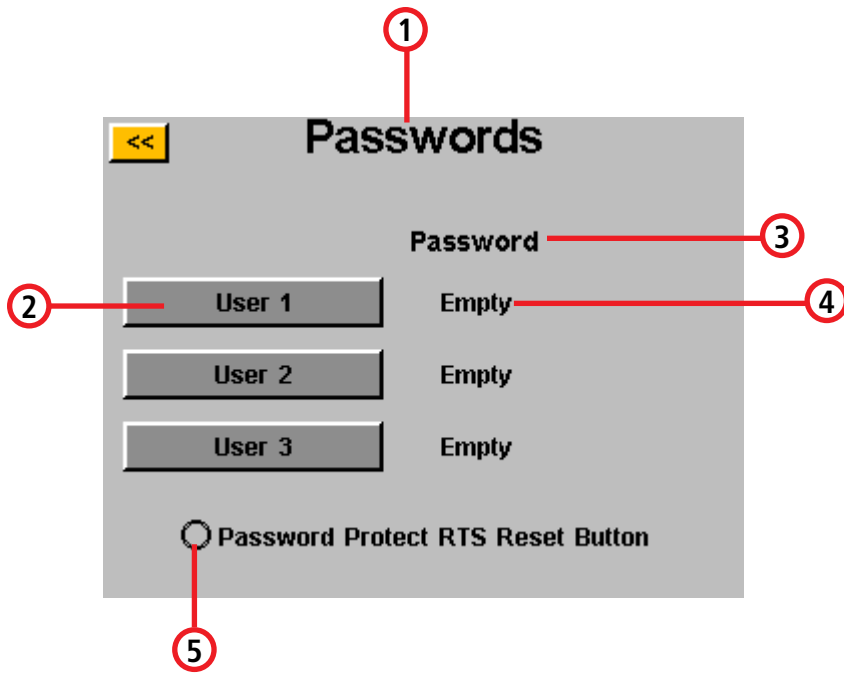 1
<< Passwords
Password 3
2 User 1 Empty 4
User 2 Empty
User 3 Empty
Password Protect RTS Reset Button
5